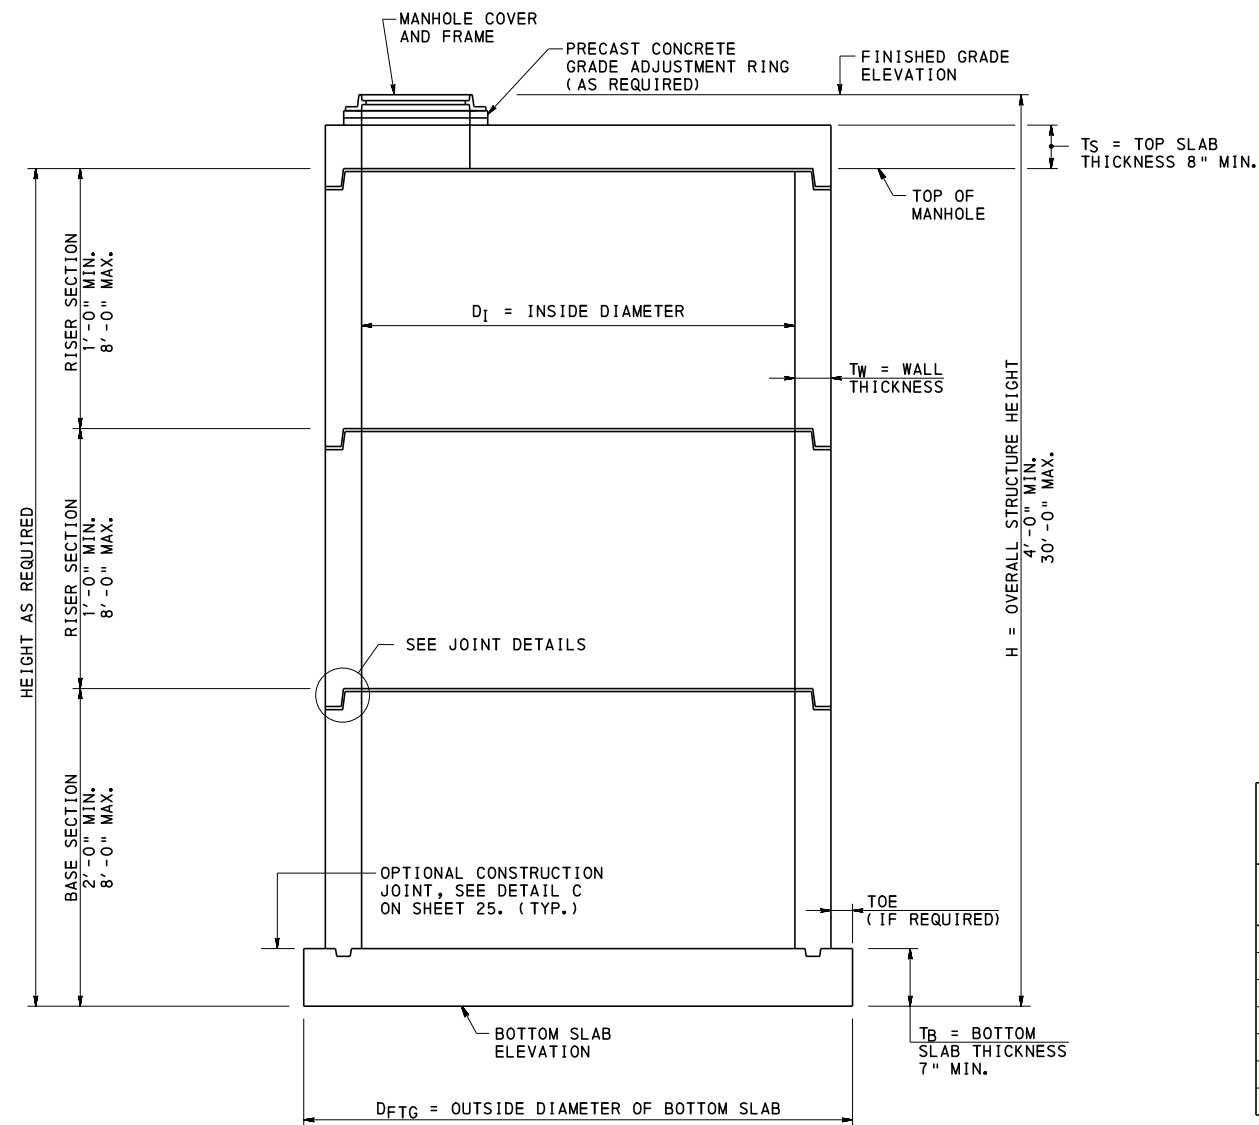 MANHOLE COVER
AND FRAME
PRECAST CONCRETE
GRADE ADJUSTMENT RING
(AS REQUIRED)
FINISHED GRADE
ELEVATION
TS = TOP SLAB
THICKNESS 8" MIN.
TOP OF
MANHOLE
RISER SECTION
1'-0" MIN.
8'-0" MAX.
DI = INSIDE DIAMETER
TW = WALL
THICKNESS
H = OVERALL STRUCTURE HEIGHT
4'-0" MIN.
30'-0" MAX.
HEIGHT AS REQUIRED
RISER SECTION
1'-0" MIN.
8'-0" MAX.
SEE JOINT DETAILS
BASE SECTION
2'-0" MIN.
8'-0" MAX.
OPTIONAL CONSTRUCTION
JOINT, SEE DETAIL C
ON SHEET 25. (TYP.)
TOE
(IF REQUIRED)
BOTTOM SLAB
ELEVATION
TB = BOTTOM
SLAB THICKNESS
7" MIN.
DFTG = OUTSIDE DIAMETER OF BOTTOM SLAB